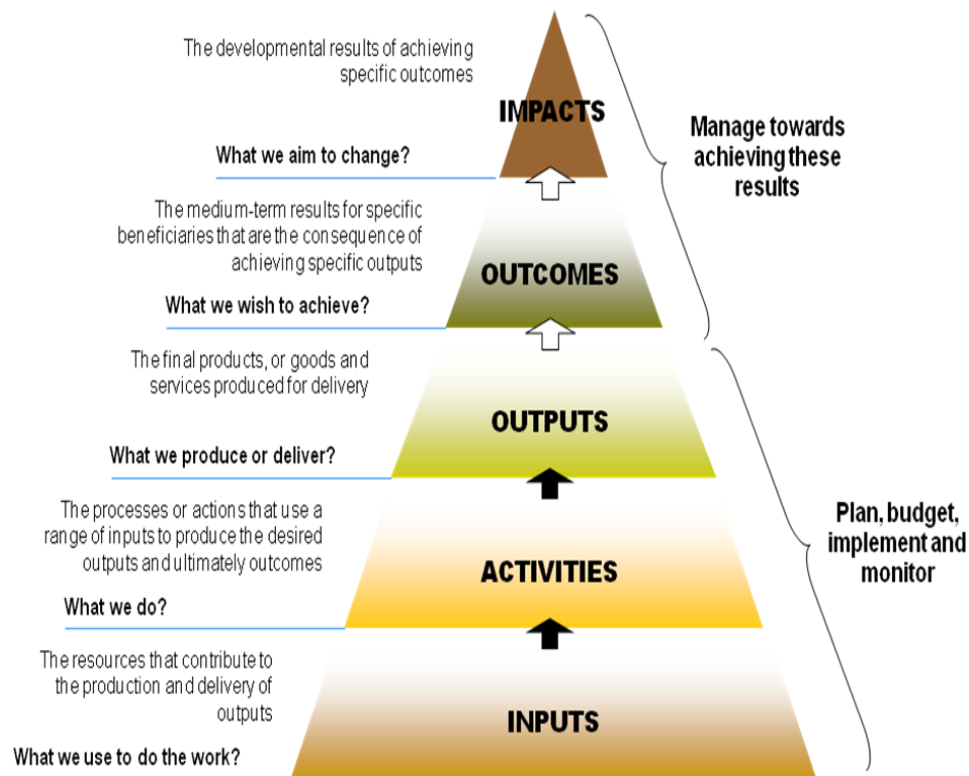 The developmental results of achieving
specific outcomes
IMPACTS
What we aim to change?
Manage towards
achieving these
results
The medium-term results for specific
beneficiaries that are the consequence of
achieving specific outputs
OUTCOMES
What we wish to achieve?
The final products, or goods and
services produced for delivery
OUTPUTS
What we produce or deliver?
The processes or actions that use a
range of inputs to produce the desired
outputs and ultimately outcomes
ACTIVITIES
What we do?
Plan, budget,
implement and
monitor
The resources that contribute to
the production and delivery of
outputs
INPUTS
What we use to do the work?